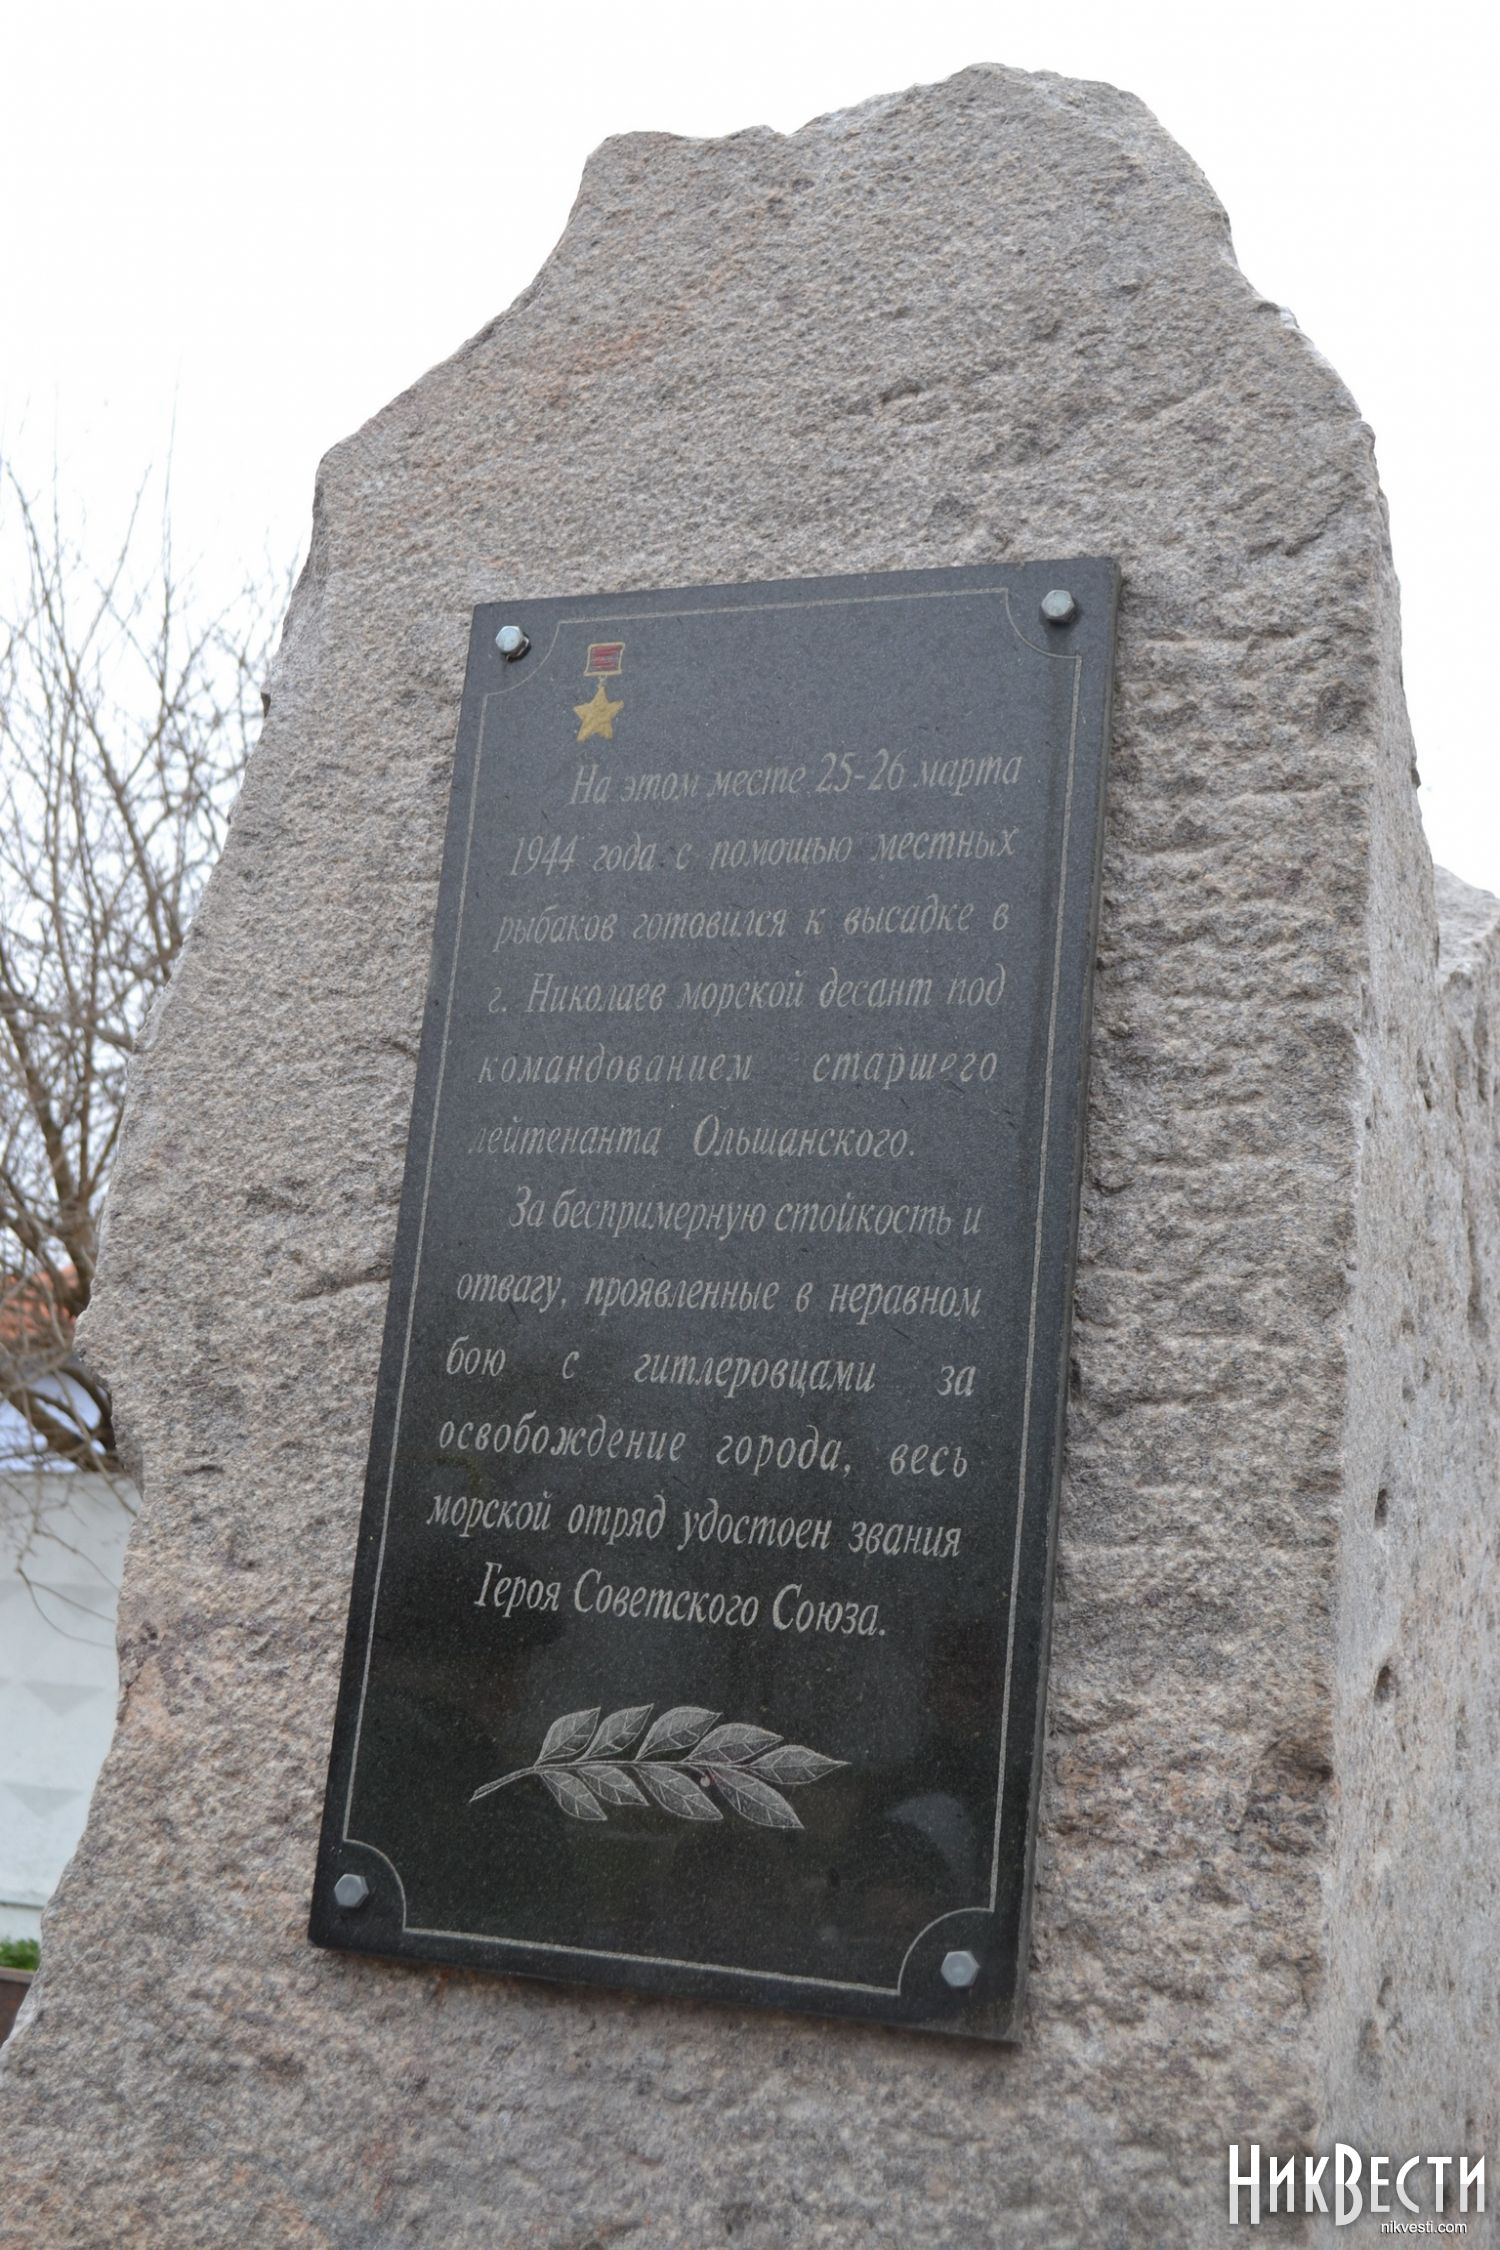 На этом месте 25-26 марта
1944 года с помощью местных
рыбаков готовился к высадке в
г. Николаев морской десант под
командованием старшего
лейтенанта Ольшанского.
За беспримерную стойкость и
отвагу, проявленные в неравном
бою с гитлеровцами за
освобождение города, весь
морской отряд удостоен звания
Героя Советского Союза.
НикВести
nikvesti.com